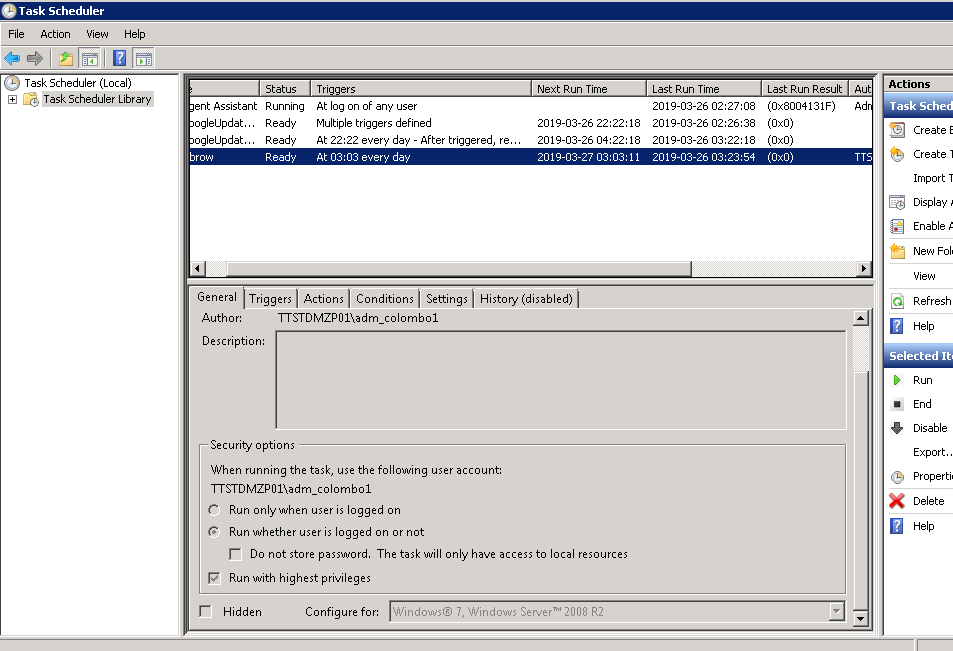 Task Scheduler
File Action View Help
Task Scheduler (Local)
Task Scheduler Library
Status Triggers Next Run Time Last Run Time Last Run Result Aut
gent Assistant Running At log on of any user 2019-03-26 02:27:08 (0x8004131F) Adn
oogleUpdat... Ready Multiple triggers defined 2019-03-26 22:22:18 2019-03-26 02:26:38 (0x0)
oogleUpdat... Ready At 22:22 every day - After triggered, re... 2019-03-26 04:22:18 2019-03-26 03:22:18 (0x0)
brow Ready At 03:03 every day 2019-03-27 03:03:11 2019-03-26 03:23:54 (0x0) TTS
General Triggers Actions Conditions Settings History (disabled)
Author: TTSTDMZP01\adm_colombo1
Description:
Security options
When running the task, use the following user account:
TTSTDMZP01\adm_colombo1
Run only when user is logged on
Run whether user is logged on or not
Do not store password. The task will only have access to local resources
Run with highest privileges
Hidden Configure for: Windows® 7, Windows Server™ 2008 R2
Actions
Task Sched
Create B
Create T
Import T
Display A
Enable A
New Fol
View
Refresh
Help
Selected Ite
Run
End
Disable
Export..
Properti
Delete
Help